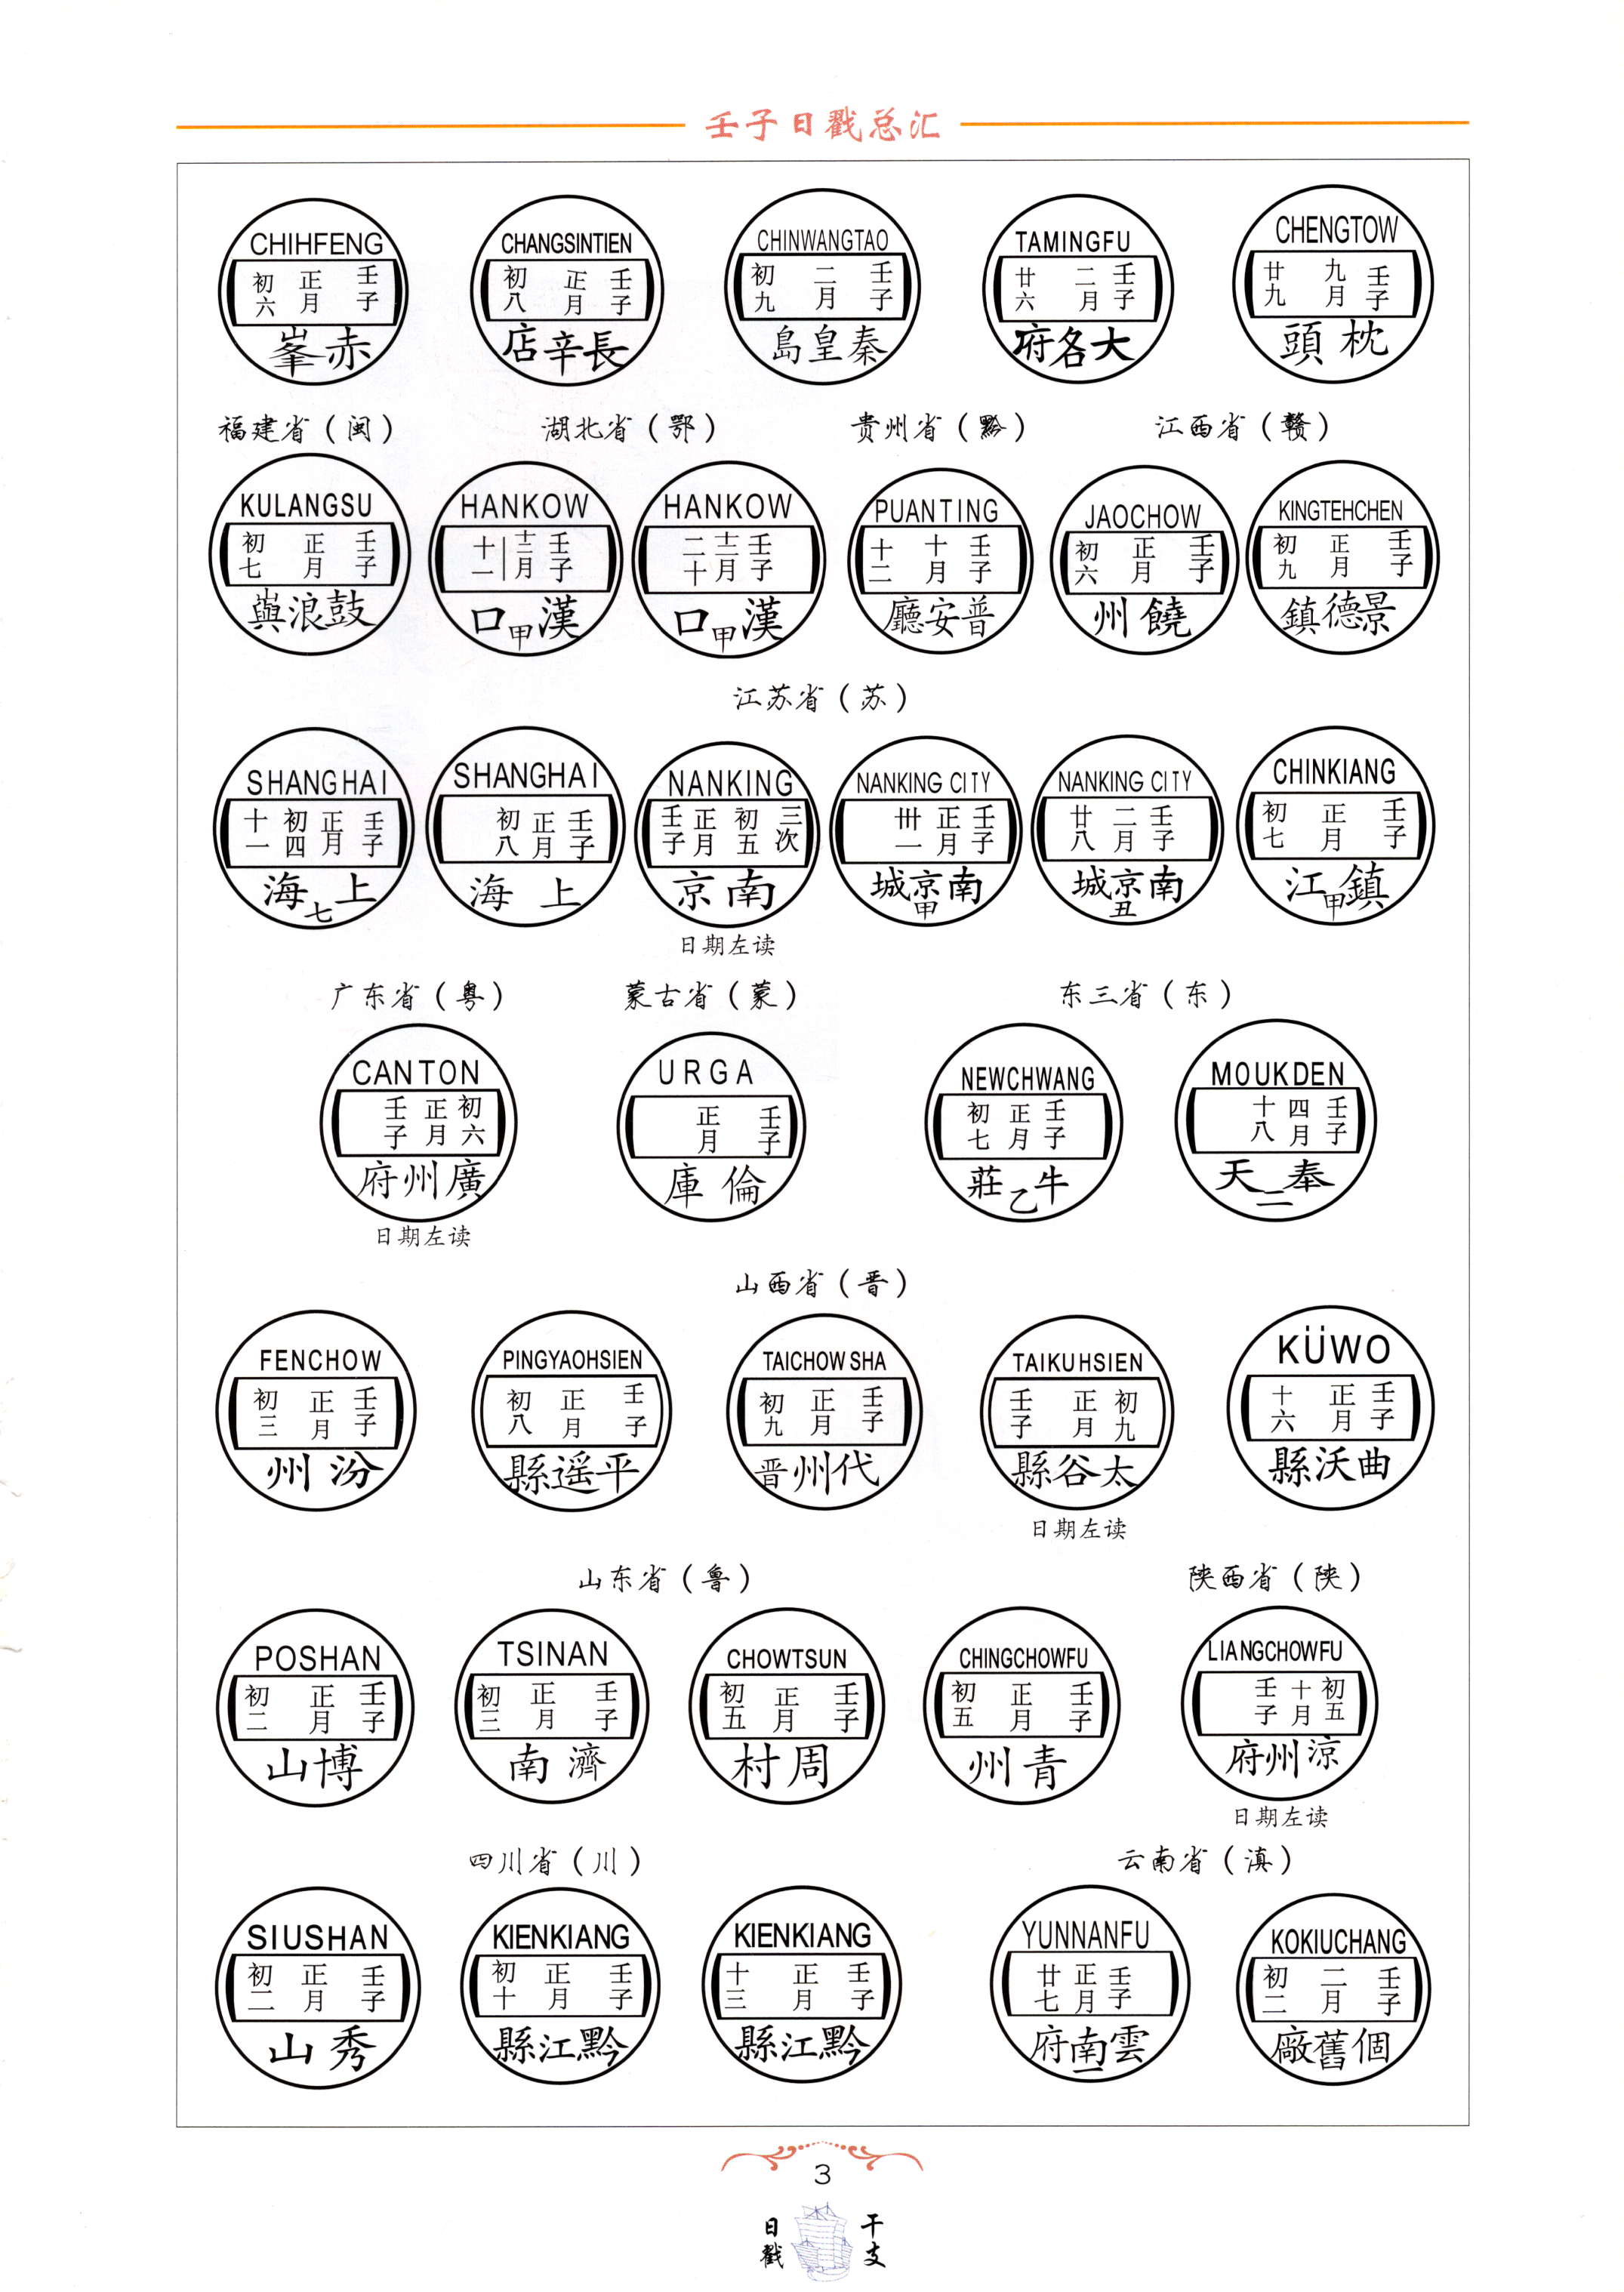 壬子日戳总汇
CHIHFENG
初六 正月 壬子
峯赤
CHANGSINTIEN
初八 正月 壬子
店辛長
CHINWANGTAO
初九 二月 壬子
島皇秦
TAMINGFU
廿六 二月 壬子
府各大
CHENGTOW
廿九 九月 壬子
頭枕
福建省（闽）
湖北省（鄂）
贵州省（黔）
江西省（赣）
KULANGSU
初七 正月 壬子
嶼浪鼓
HANKOW
十一 十二月 壬子
口甲漢
HANKOW
二十 十二月 壬子
口甲漢
PUANTING
十二 十月 壬子
廳安普
JAOCHOW
初六 正月 壬子
州饒
KINGTEHCHEN
初九 正月 壬子
鎮德景
江苏省（苏）
SHANGHAI
十一 初四 正月 壬子
海七上
SHANGHAI
初八 正月 壬子
海上
NANKING
壬子 正月 初五 三次
京南
日期左读
NANKING CITY
卅一 正月 壬子
城京南
甲
NANKING CITY
廿八 二月 壬子
城京南
丑
CHINKIANG
初七 正月 壬子
江甲鎮
广东省（粤）
蒙古省（蒙）
东三省（东）
CANTON
壬子 正月 初六
府州廣
日期左读
URGA
正月 壬子
庫倫
NEWCHWANG
初七 正月 壬子
莊乙牛
MOUKDEN
十八 四月 壬子
天二奉
山西省（晋）
FENCHOW
初三 正月 壬子
州汾
PINGYAOHSIEN
初八 正月 壬子
縣遥平
TAICHOW SHA
初九 正月 壬子
晋州代
TAIKUHSIEN
壬子 正月 初九
縣谷太
日期左读
KÜWO
十六 正月 壬子
縣沃曲
山东省（鲁）
陕西省（陕）
POSHAN
初二 正月 壬子
山博
TSINAN
初三 正月 壬子
南濟
CHOWTSUN
初五 正月 壬子
村周
CHINGCHOWFU
初五 正月 壬子
州青
LIANGCHOWFU
壬子 十月 初五
府州涼
日期左读
四川省（川）
云南省（滇）
SIUSHAN
初二 正月 壬子
山秀
KIENKIANG
初十 正月 壬子
縣江黔
KIENKIANG
十三 正月 壬子
縣江黔
YUNNANFU
廿七 正月 壬子
府南雲
一
KOKIUCHANG
初二 二月 壬子
廠舊個
3
日戳 干支